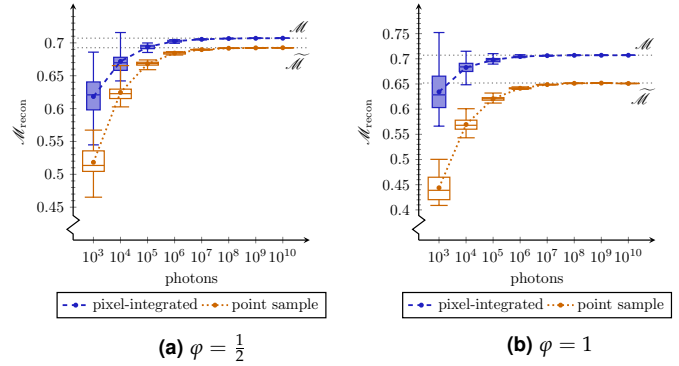 ℳ
0.7
0.65
0.6
0.55
0.5
0.45
ℳ̃
ℳ_recon
10³ 10⁴ 10⁵ 10⁶ 10⁷ 10⁸ 10⁹ 10¹⁰
photons
pixel-integrated point sample
(a) φ = 1/2
ℳ
0.75
0.7
0.65
0.6
0.55
0.5
0.45
0.4
ℳ̃
ℳ_recon
10³ 10⁴ 10⁵ 10⁶ 10⁷ 10⁸ 10⁹ 10¹⁰
photons
pixel-integrated point sample
(b) φ = 1